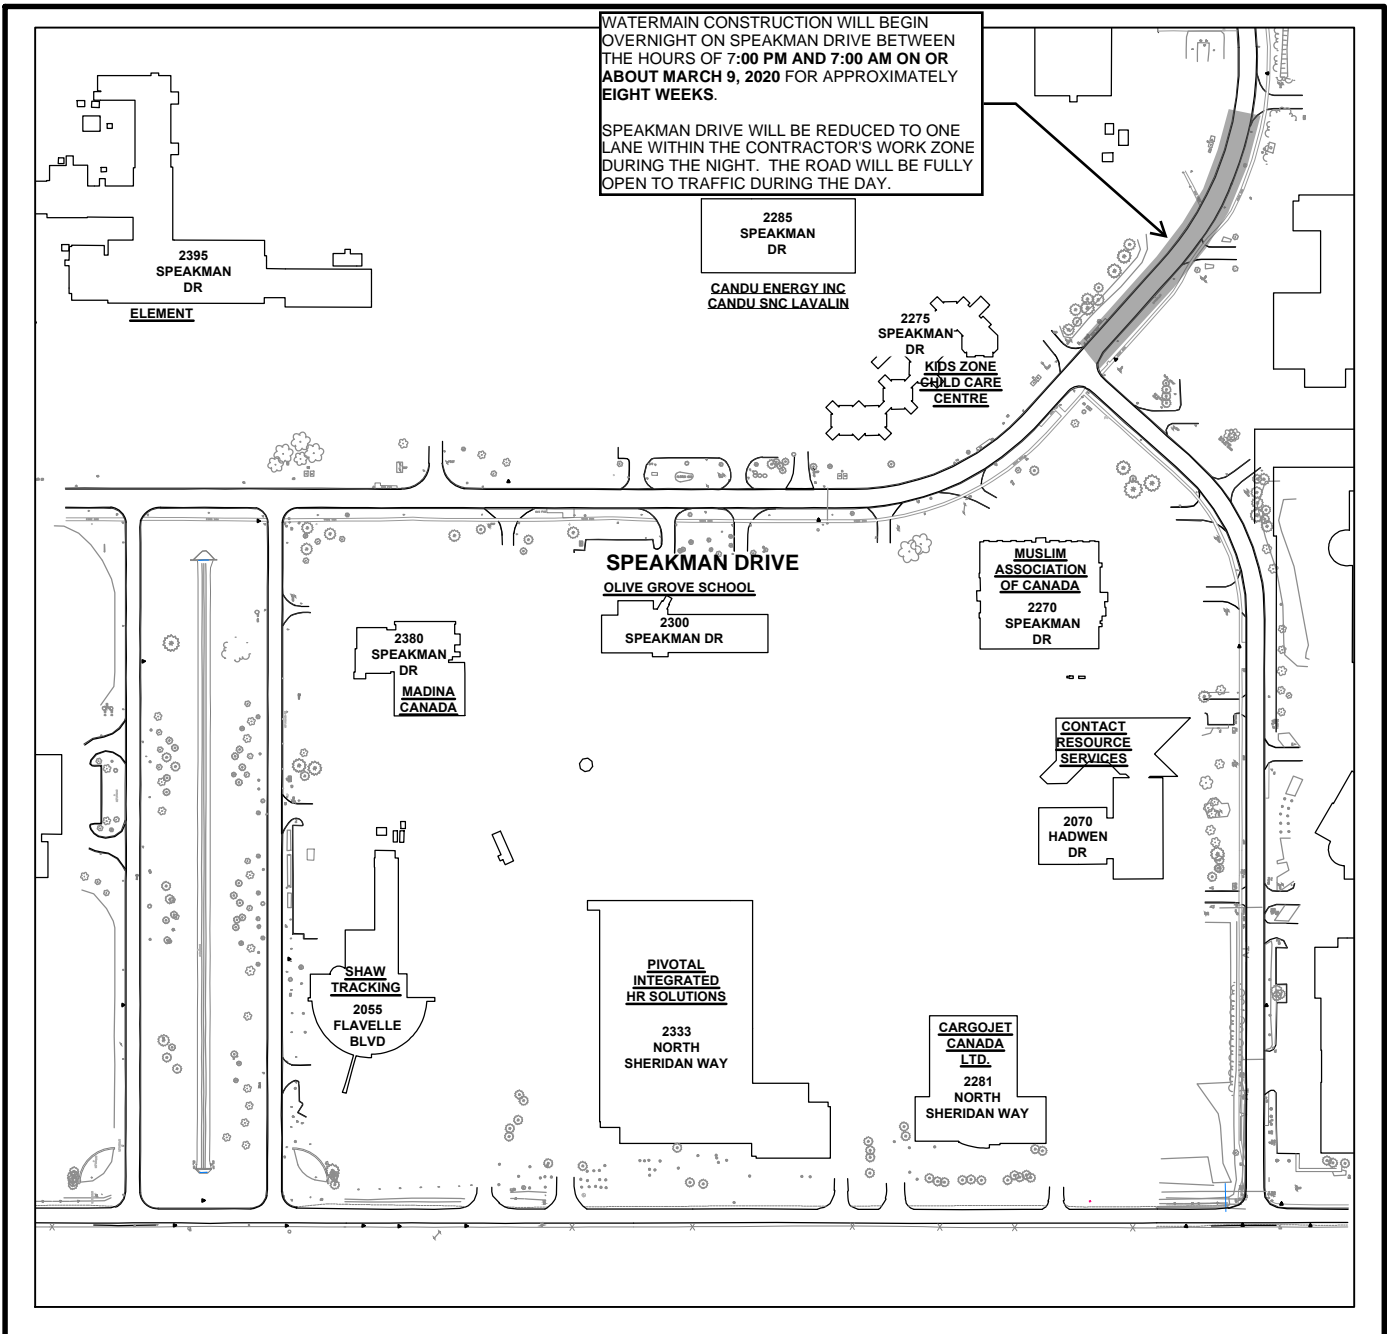 WATERMAIN CONSTRUCTION WILL BEGIN
OVERNIGHT ON SPEAKMAN DRIVE BETWEEN
THE HOURS OF 7:00 PM AND 7:00 AM ON OR
ABOUT MARCH 9, 2020 FOR APPROXIMATELY
EIGHT WEEKS.
SPEAKMAN DRIVE WILL BE REDUCED TO ONE
LANE WITHIN THE CONTRACTOR'S WORK ZONE
DURING THE NIGHT. THE ROAD WILL BE FULLY
OPEN TO TRAFFIC DURING THE DAY.
2395
SPEAKMAN
DR
ELEMENT
2285
SPEAKMAN
DR
CANDU ENERGY INC
CANDU SNC LAVALIN
2275
SPEAKMAN
DR
KIDS ZONE
CHILD CARE
CENTRE
SPEAKMAN DRIVE
OLIVE GROVE SCHOOL
2300
SPEAKMAN DR
MUSLIM
ASSOCIATION
OF CANADA
2270
SPEAKMAN
DR
2380
SPEAKMAN
DR
MADINA
CANADA
CONTACT
RESOURCE
SERVICES
2070
HADWEN
DR
SHAW
TRACKING
2055
FLAVELLE
BLVD
PIVOTAL
INTEGRATED
HR SOLUTIONS
2333
NORTH
SHERIDAN WAY
CARGOJET
CANADA
LTD.
2281
NORTH
SHERIDAN WAY